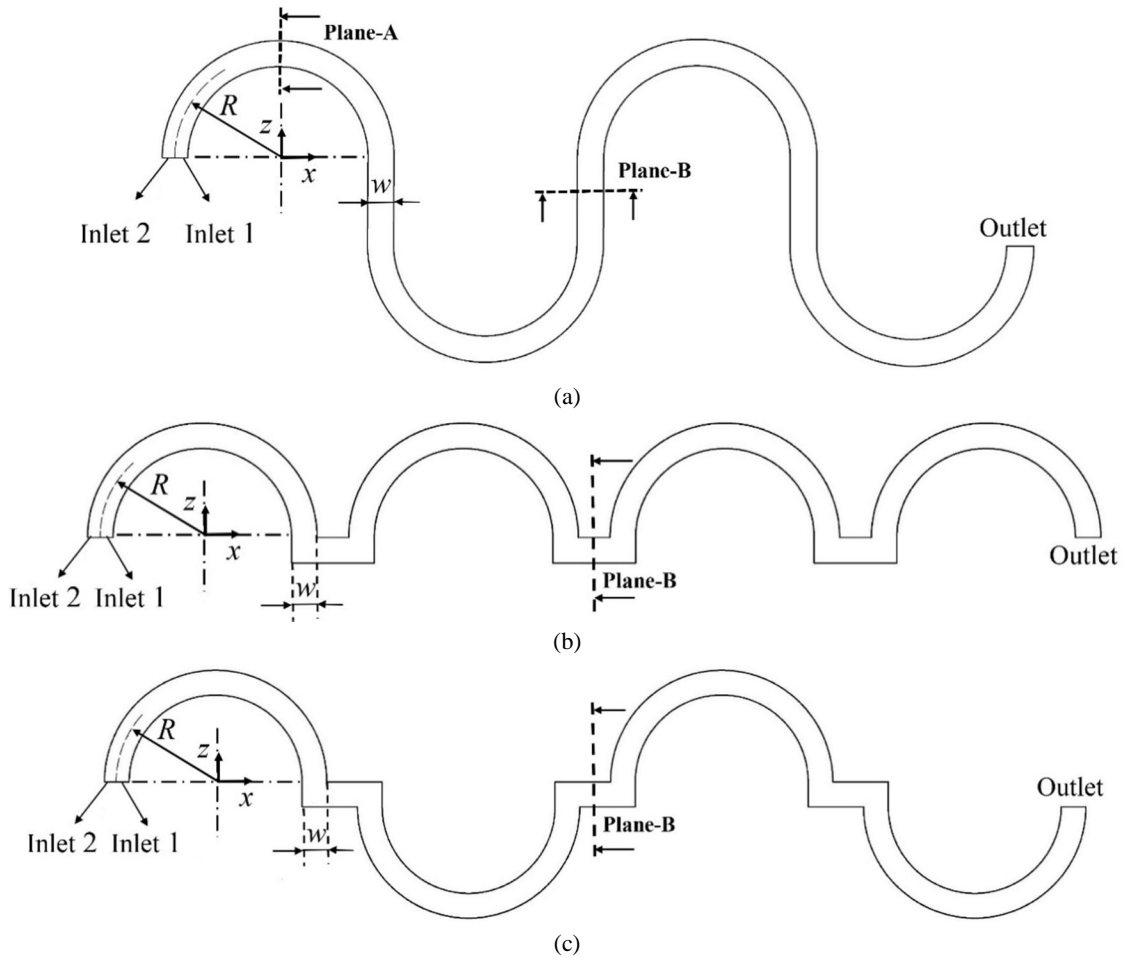 Plane-A
R
z
x
w
Plane-B
Inlet 2 Inlet 1
Outlet
(a)
R
z
x
Inlet 2 Inlet 1
w
Plane-B
Outlet
(b)
R
z
x
Inlet 2 Inlet 1
w
Plane-B
Outlet
(c)